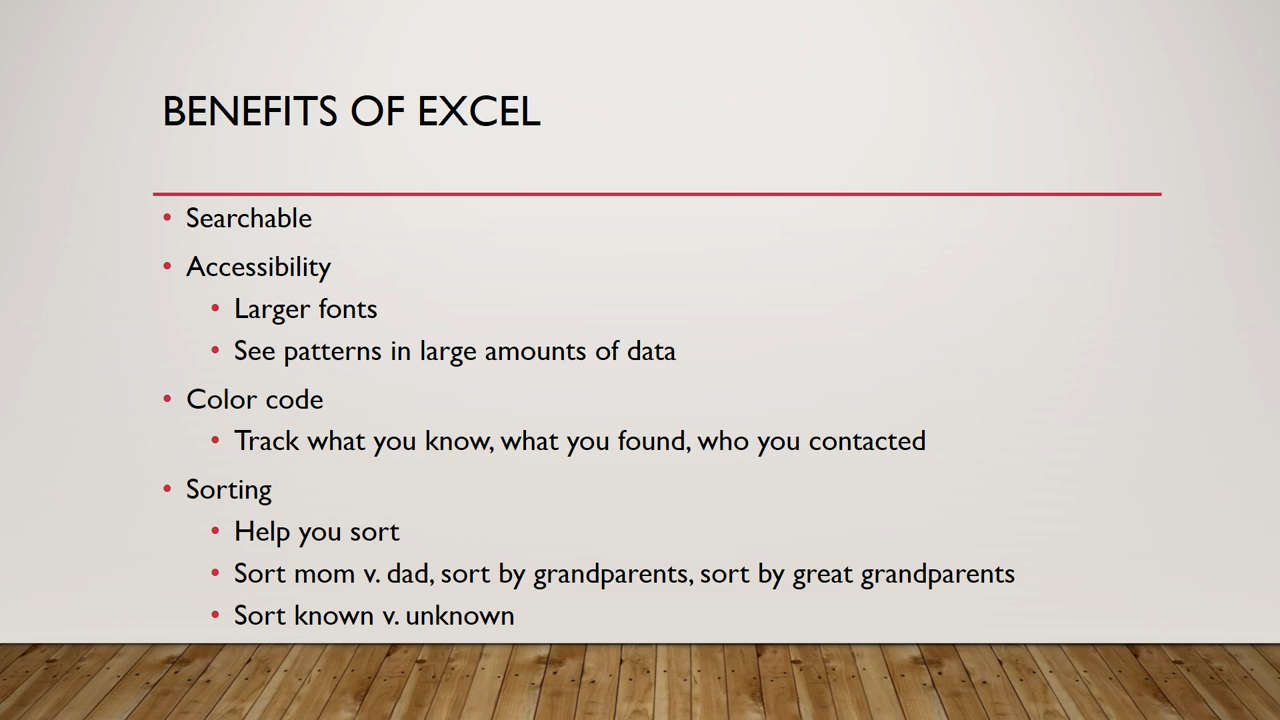 BENEFITS OF EXCEL
• Searchable
• Accessibility
• Larger fonts
• See patterns in large amounts of data
• Color code
• Track what you know, what you found, who you contacted
• Sorting
• Help you sort
• Sort mom v. dad, sort by grandparents, sort by great grandparents
• Sort known v. unknown